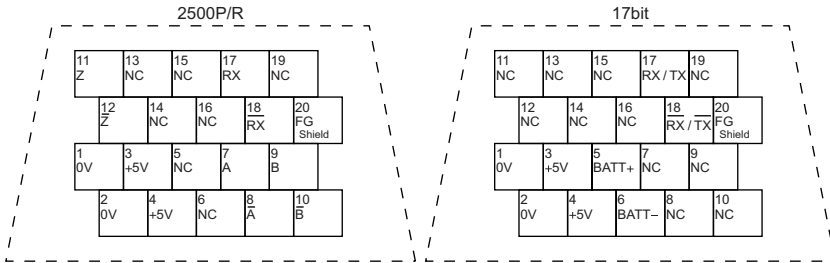 2500P/R
11 13 15 17 19
Z NC NC RX NC
12 14 16 18 20
Z̅ NC NC R̅X̅ FG
Shield
1 3 5 7 9
0V +5V NC A B
2 4 6 8 10
0V +5V NC A̅ B̅
17bit
11 13 15 17 19
NC NC NC RX / TX NC
12 14 16 18 20
NC NC NC R̅X̅ / T̅X̅ FG
Shield
1 3 5 7 9
0V +5V BATT+ NC NC
2 4 6 8 10
0V +5V BATT– NC NC